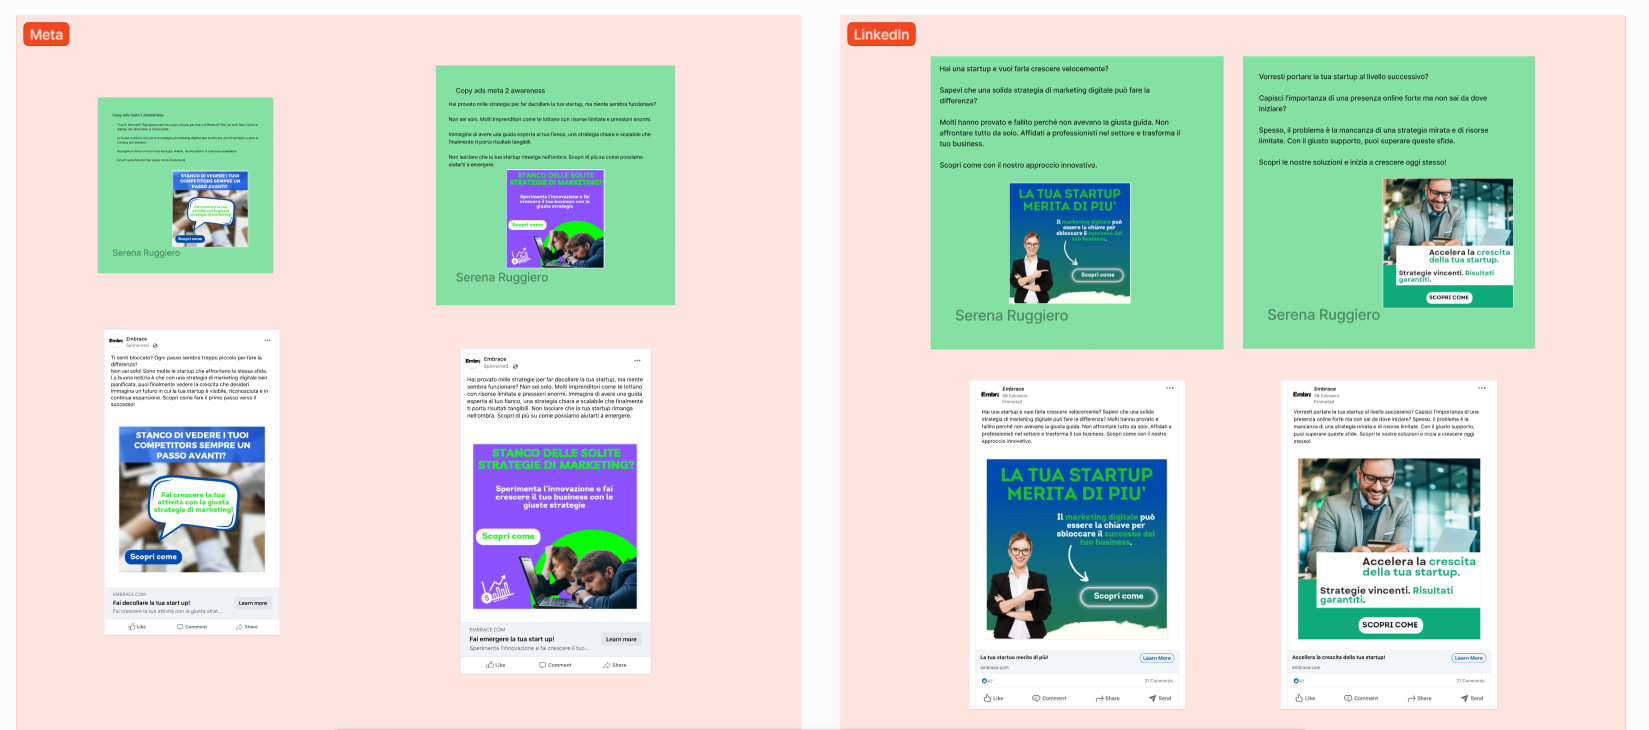 Meta
Copy ads meta 1 awareness
STANCO DI VEDERE I TUOI
COMPETITORS SEMPRE UN
PASSO AVANTI?
Fai crescere la tua
attività con la giusta
strategia di marketing!
Scopri come
Serena Ruggiero
Copy ads meta 2 awareness
Hai provato mille strategie per far decollare la tua startup, ma niente sembra funzionare?
Non sei solo. Molti imprenditori come te lottano con risorse limitate e pressioni enormi.
Immagina di avere una guida esperta al tuo fianco, una strategia chiara e scalabile che
finalmente ti porta risultati tangibili.
Non lasciare che la tua startup rimanga nell'ombra. Scopri di più su come possiamo
aiutarti a emergere.
STANCO DELLE SOLITE
STRATEGIE DI MARKETING?
Sperimenta l'innovazione e fai
crescere il tuo business con le
giuste strategie
Scopri come
Serena Ruggiero
Embrace
Sponsored
Ti senti bloccato? Ogni passo sembra troppo piccolo per fare la
differenza?
Non sei solo! Sono molte le startup che affrontano la stessa sfida.
La buona notizia è che con una strategia di marketing digitale ben
pianificata, puoi finalmente vedere la crescita che desideri.
Immagina un futuro in cui la tua startup è visibile, riconosciuta e in
continua espansione. Scopri come fare il primo passo verso il
successo!
STANCO DI VEDERE I TUOI
COMPETITORS SEMPRE UN
PASSO AVANTI?
Fai crescere la tua
attività con la giusta
strategia di marketing!
Scopri come
EMBRACE.COM
Fai decollare la tua start up!
Fai crescere la tua attività con la giusta strat...
Learn more
Like Comment Share
Embrace
Sponsored
Hai provato mille strategie per far decollare la tua startup, ma niente
sembra funzionare? Non sei solo. Molti imprenditori come te lottano
con risorse limitate e pressioni enormi. Immagina di avere una guida
esperta al tuo fianco, una strategia chiara e scalabile che finalmente
ti porta risultati tangibili. Non lasciare che la tua startup rimanga
nell'ombra. Scopri di più su come possiamo aiutarti a emergere.
STANCO DELLE SOLITE
STRATEGIE DI MARKETING?
Sperimenta l'innovazione e fai
crescere il tuo business con le
giuste strategie
Scopri come
EMBRACE.COM
Fai emergere la tua start up!
Sperimenta l'innovazione e fai crescere il tuo...
Learn more
Like Comment Share
LinkedIn
Hai una startup e vuoi farla crescere velocemente?
Sapevi che una solida strategia di marketing digitale può fare la
differenza?
Molti hanno provato e fallito perché non avevano la giusta guida. Non
affrontare tutto da solo. Affidati a professionisti nel settore e trasforma il
tuo business.
Scopri come con il nostro approccio innovativo.
LA TUA STARTUP
MERITA DI PIU'
Il marketing digitale può
essere la chiave per
sbloccare il successo del
tuo business.
Scopri come
Serena Ruggiero
Vorresti portare la tua startup al livello successivo?
Capisci l'importanza di una presenza online forte ma non sai da dove
iniziare?
Spesso, il problema è la mancanza di una strategia mirata e di risorse
limitate. Con il giusto supporto, puoi superare queste sfide.
Scopri le nostre soluzioni e inizia a crescere oggi stesso!
Accelera la crescita
della tua startup.
Strategie vincenti. Risultati
garantiti.
SCOPRI COME
Serena Ruggiero
Embrace
Promoted
Hai una startup e vuoi farla crescere velocemente? Sapevi che una solida
strategia di marketing digitale può fare la differenza? Molti hanno provato e
fallito perché non avevano la giusta guida. Non affrontare tutto da solo. Affidati a
professionisti nel settore e trasforma il tuo business. Scopri come con il nostro
approccio innovativo.
LA TUA STARTUP
MERITA DI PIU'
Il marketing digitale può
essere la chiave per
sbloccare il successo del
tuo business.
Scopri come
La tua startup merita di più!
embrace.com
Learn More
47 21 Comments
Like Comment Share Send
Embrace
Promoted
Vorresti portare la tua startup al livello successivo? Capisci l'importanza di una
presenza online forte ma non sai da dove iniziare? Spesso, il problema è la
mancanza di una strategia mirata e di risorse limitate. Con il giusto supporto,
puoi superare queste sfide. Scopri le nostre soluzioni e inizia a crescere oggi
stesso!
Accelera la crescita
della tua startup.
Strategie vincenti. Risultati
garantiti.
SCOPRI COME
Accellera la crescita della tua startup!
embrace.com
Learn More
47 21 Comments
Like Comment Share Send